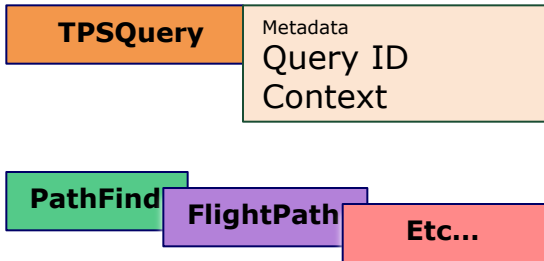 TPSQuery
Metadata
Query ID
Context
PathFind
FlightPath
Etc...